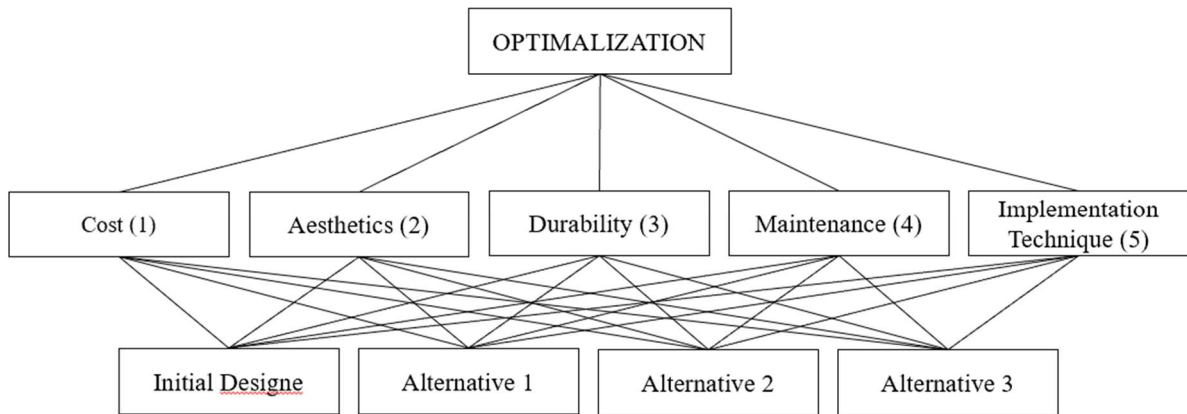 OPTIMALIZATION
Cost (1)
Aesthetics (2)
Durability (3)
Maintenance (4)
Implementation
Technique (5)
Initial Designe
Alternative 1
Alternative 2
Alternative 3